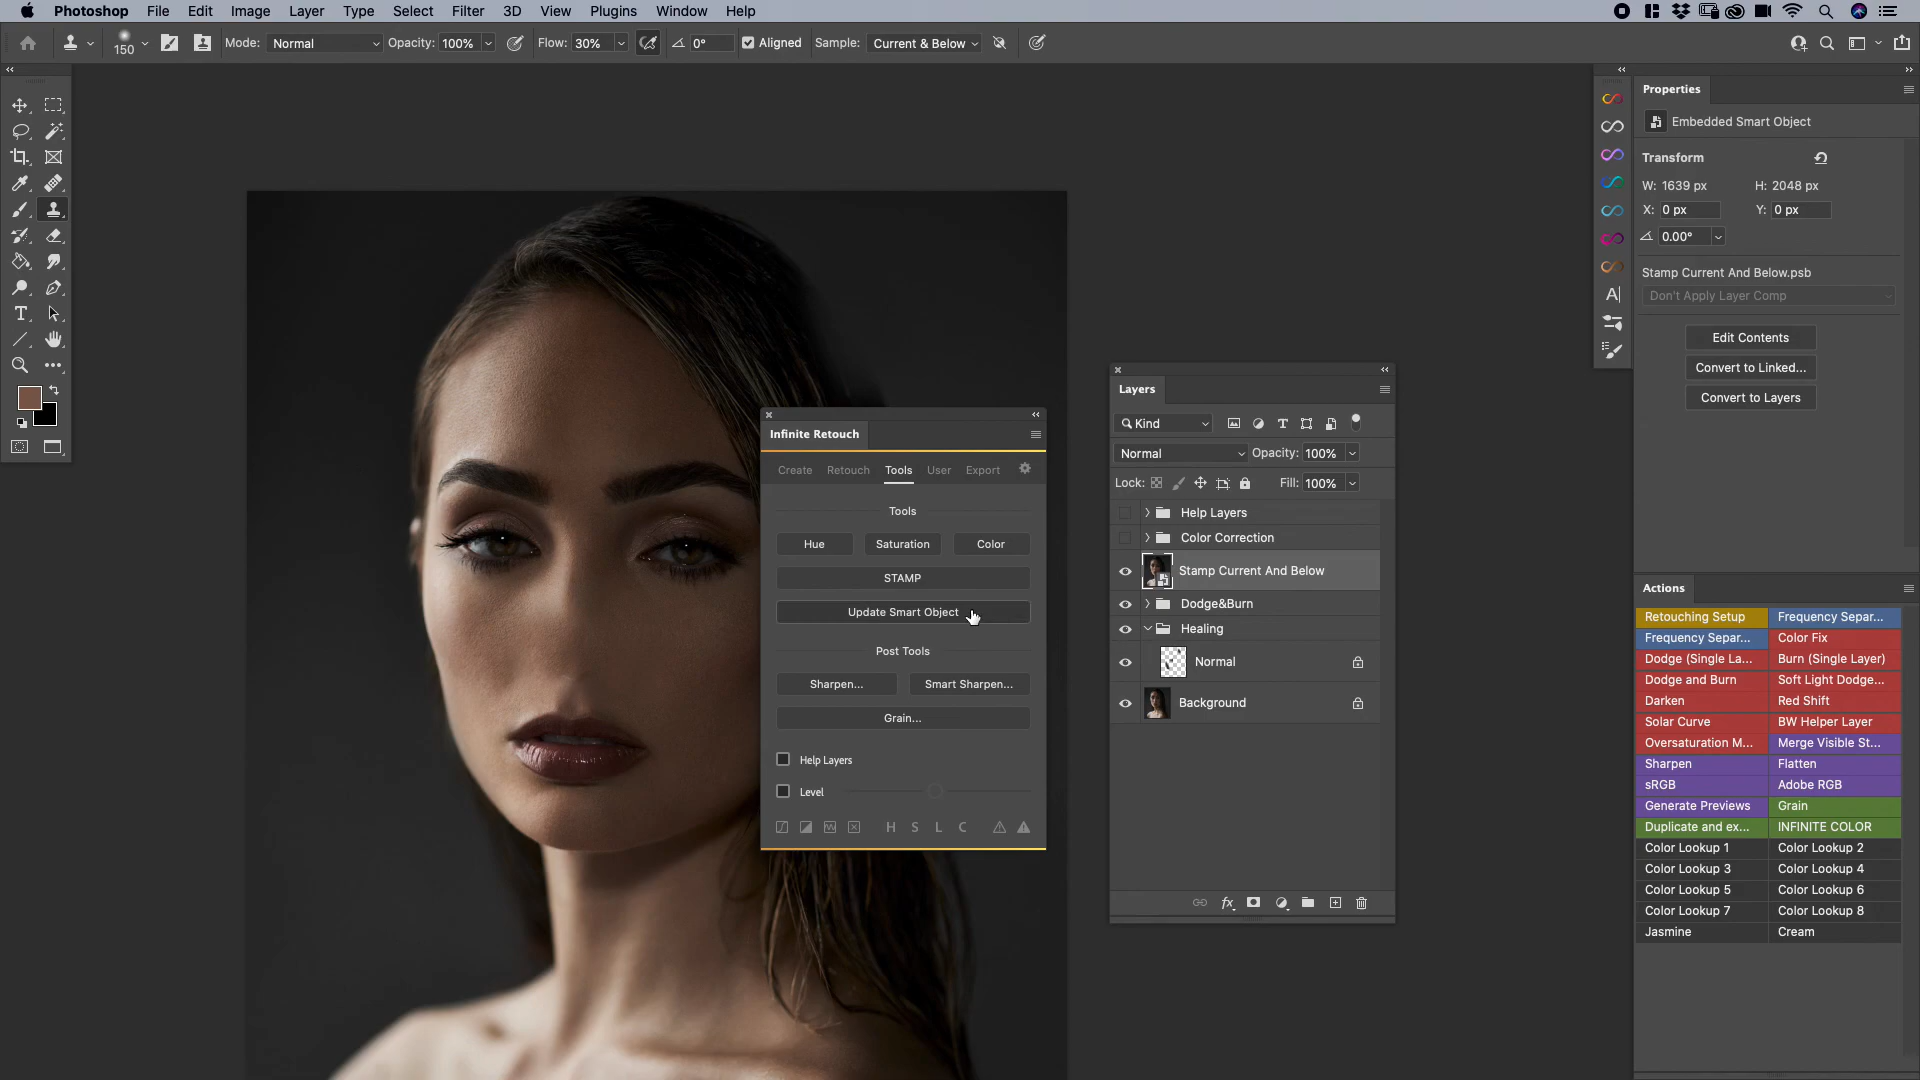 Photoshop File Edit Image Layer Type Select Filter 3D View Plugins Window Help
150 Mode: Normal Opacity: 100% Flow: 30% 0° Aligned Sample: Current & Below
Properties
Embedded Smart Object
Transform
W: 1639 px H: 2048 px
X: 0 px Y: 0 px
0.00°
Stamp Current And Below.psb
Don't Apply Layer Comp
Edit Contents
Convert to Linked...
Convert to Layers
Infinite Retouch
Create Retouch Tools User Export
Tools
Hue Saturation Color
STAMP
Update Smart Object
Post Tools
Sharpen... Smart Sharpen...
Grain...
Help Layers
Level
H S L C
Layers
Kind
Normal Opacity: 100%
Lock: Fill: 100%
Help Layers
Color Correction
Stamp Current And Below
Dodge&Burn
Healing
Normal
Background
fx
Actions
Retouching Setup Frequency Separ...
Frequency Separ... Color Fix
Dodge (Single La... Burn (Single Layer)
Dodge and Burn Soft Light Dodge...
Darken Red Shift
Solar Curve BW Helper Layer
Oversaturation M... Merge Visible St...
Sharpen Flatten
sRGB Adobe RGB
Generate Previews Grain
Duplicate and ex... INFINITE COLOR
Color Lookup 1 Color Lookup 2
Color Lookup 3 Color Lookup 4
Color Lookup 5 Color Lookup 6
Color Lookup 7 Color Lookup 8
Jasmine Cream